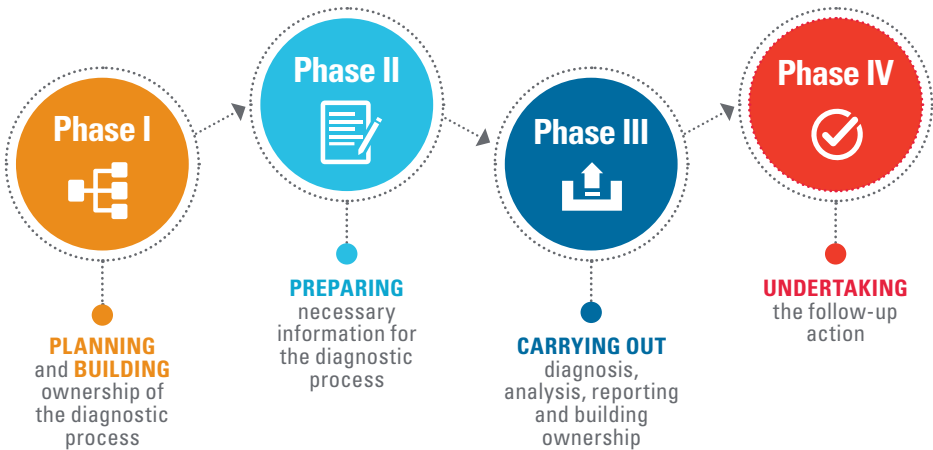 Phase I
PLANNING
and BUILDING
ownership of
the diagnostic
process
Phase II
PREPARING
necessary
information for
the diagnostic
process
Phase III
CARRYING OUT
diagnosis,
analysis, reporting
and building
ownership
Phase IV
UNDERTAKING
the follow-up
action